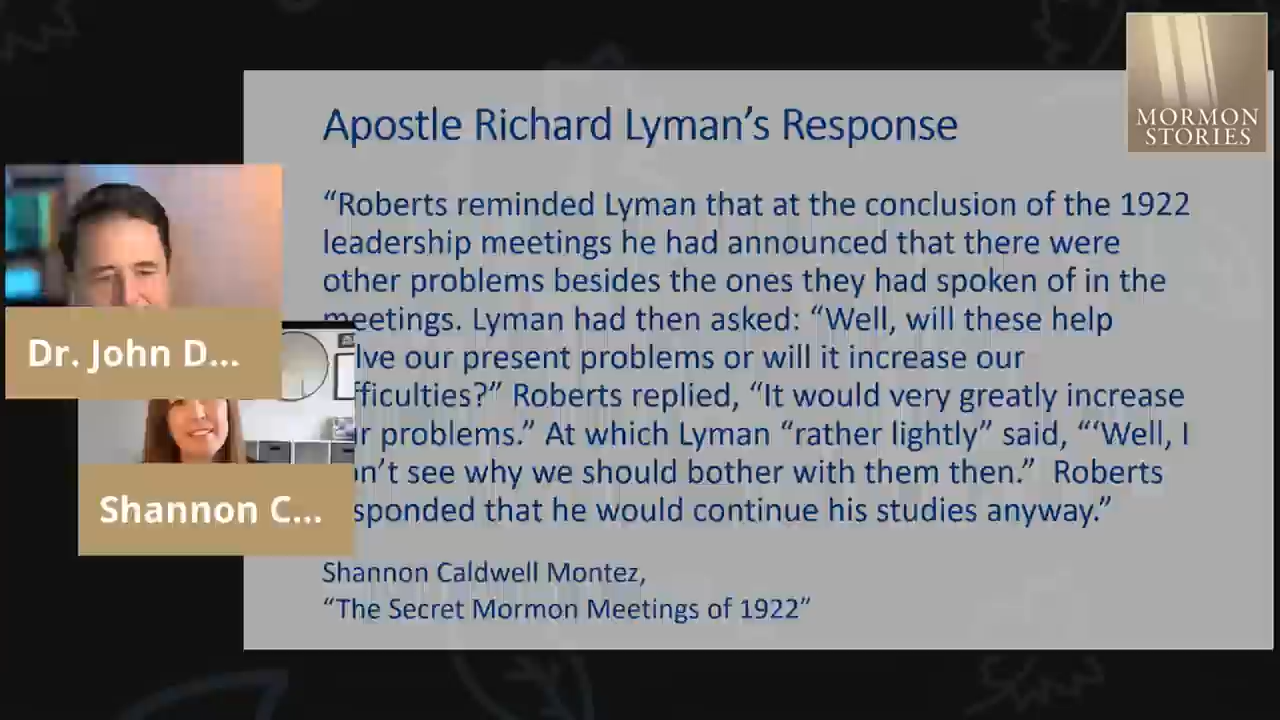 MORMON
STORIES
Apostle Richard Lyman’s Response
“Roberts reminded Lyman that at the conclusion of the 1922
leadership meetings he had announced that there were
other problems besides the ones they had spoken of in the
meetings. Lyman had then asked: “Well, will these help
lve our present problems or will it increase our
fficulties?” Roberts replied, “It would very greatly increase
r problems.” At which Lyman “rather lightly” said, “‘Well, I
n’t see why we should bother with them then.” Roberts
sponded that he would continue his studies anyway.”
Shannon Caldwell Montez,
“The Secret Mormon Meetings of 1922”
Dr. John D...
Shannon C...